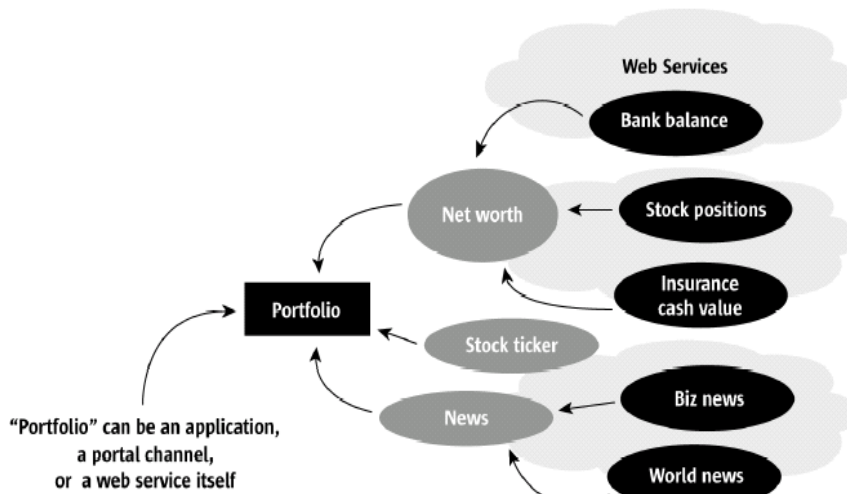 Web Services
Bank balance
Net worth
Stock positions
Insurance
cash value
Portfolio
Stock ticker
News
Biz news
World news
“Portfolio” can be an application,
a portal channel,
or a web service itself